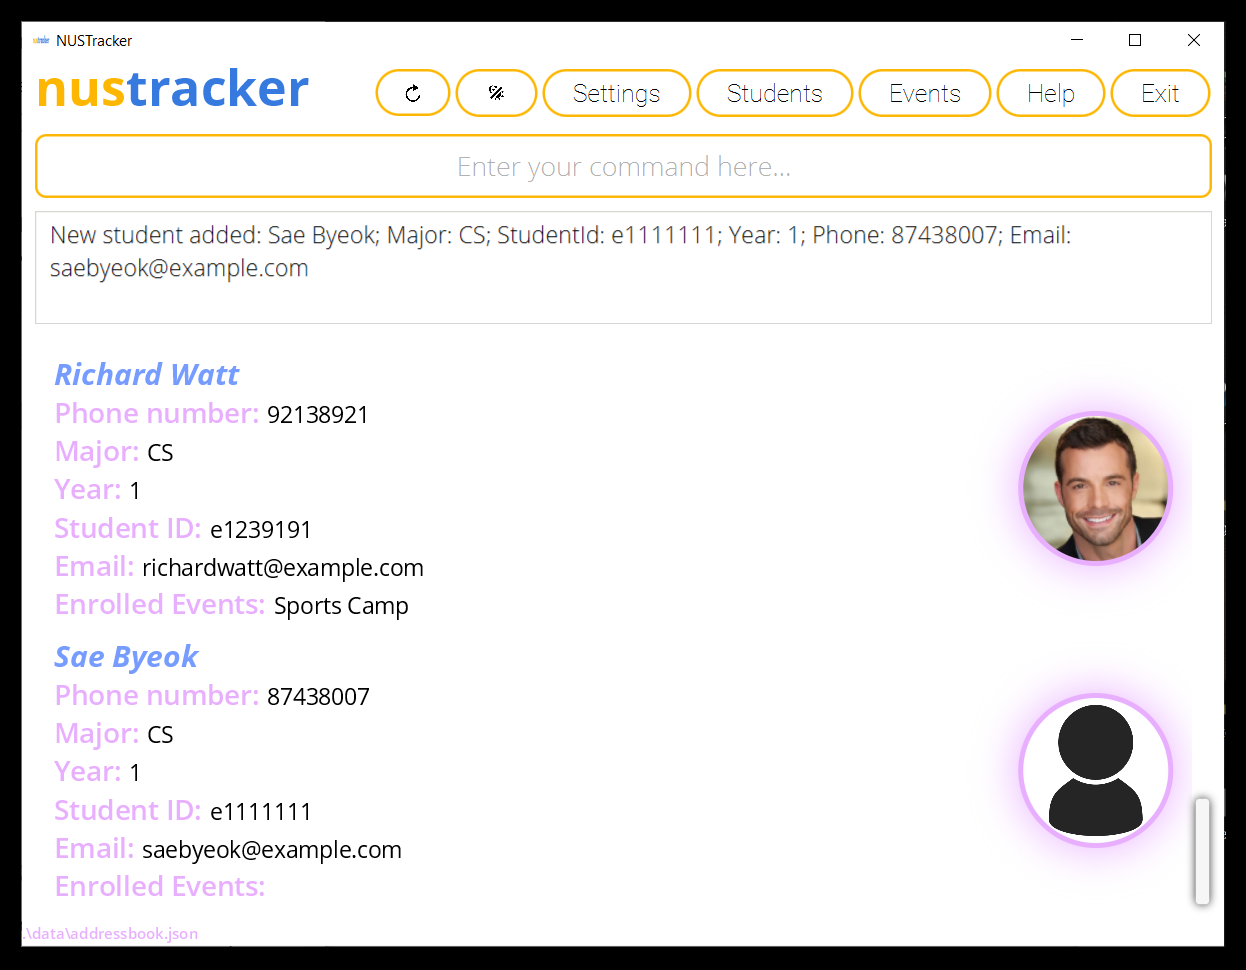 NUSTracker
nustracker
Settings
Students
Events
Help
Exit
Enter your command here...
New student added: Sae Byeok; Major: CS; StudentId: e1111111; Year: 1; Phone: 87438007; Email:
saebyeok@example.com
Richard Watt
Phone number: 92138921
Major: CS
Year: 1
Student ID: e1239191
Email: richardwatt@example.com
Enrolled Events: Sports Camp
Sae Byeok
Phone number: 87438007
Major: CS
Year: 1
Student ID: e1111111
Email: saebyeok@example.com
Enrolled Events:
.\data\addressbook.json